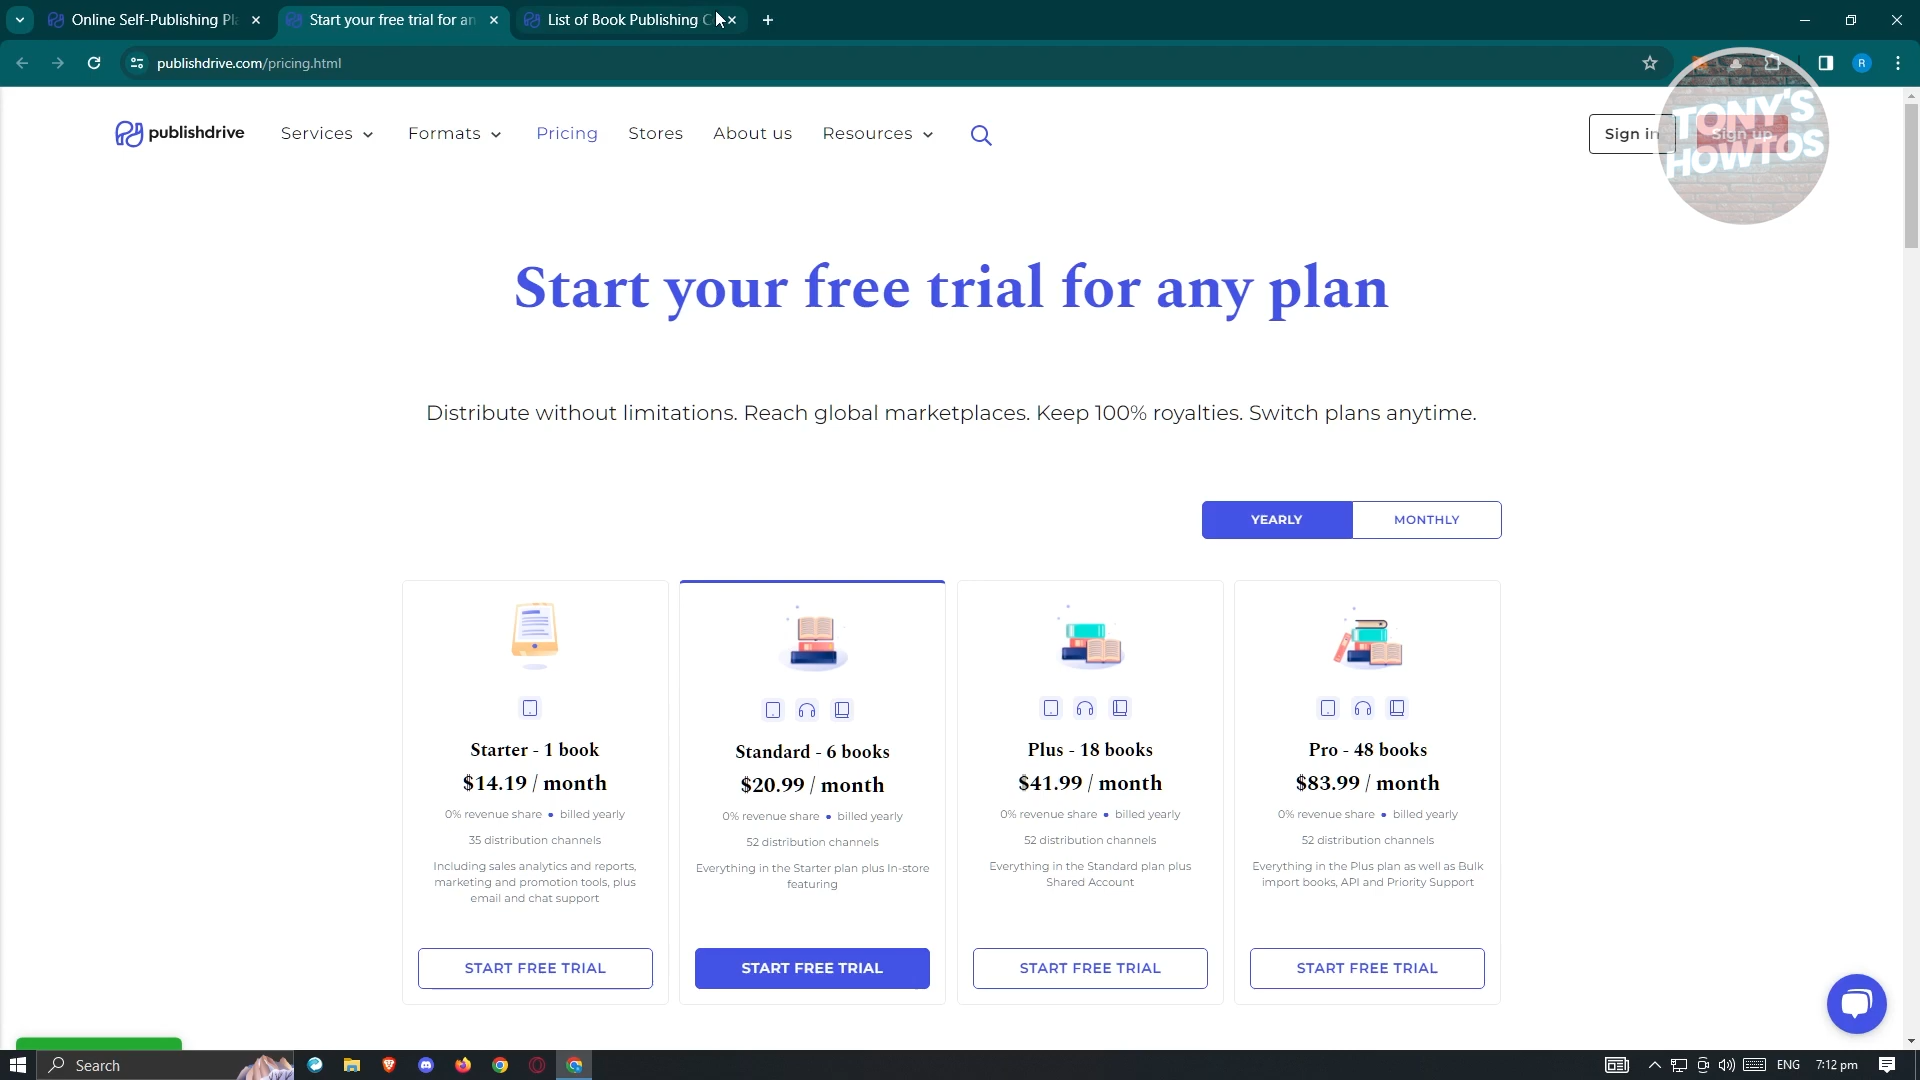 Online Self-Publishing Pla
Start your free trial for an
List of Book Publishing C
publishdrive.com/pricing.html
R
publishdrive
Services
Formats
Pricing
Stores
About us
Resources
Sign in
Sign up
TONY'S
HOWTOS
Start your free trial for any plan
Distribute without limitations. Reach global marketplaces. Keep 100% royalties. Switch plans anytime.
YEARLY
MONTHLY
Starter - 1 book
$14.19 / month
0% revenue share • billed yearly
35 distribution channels
Including sales analytics and reports,
marketing and promotion tools, plus
email and chat support
START FREE TRIAL
Standard - 6 books
$20.99 / month
0% revenue share • billed yearly
52 distribution channels
Everything in the Starter plan plus In-store
featuring
START FREE TRIAL
Plus - 18 books
$41.99 / month
0% revenue share • billed yearly
52 distribution channels
Everything in the Standard plan plus
Shared Account
START FREE TRIAL
Pro - 48 books
$83.99 / month
0% revenue share • billed yearly
52 distribution channels
Everything in the Plus plan as well as Bulk
import books, API and Priority Support
START FREE TRIAL
Search
ENG
7:12 pm